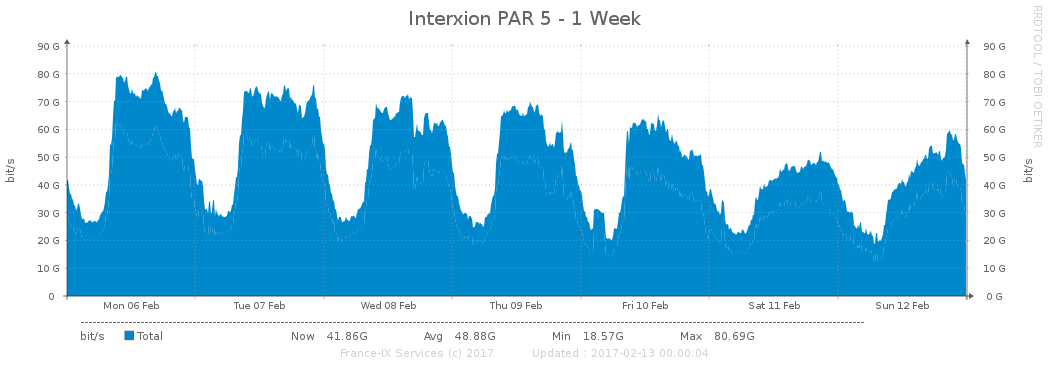 Interxion PAR 5 - 1 Week
RRDTOOL / TOBI OETIKER
bit/s
bit/s
90 G 90 G
80 G 80 G
70 G 70 G
60 G 60 G
50 G 50 G
40 G 40 G
30 G 30 G
20 G 20 G
10 G 10 G
0 0 G
Mon 06 Feb Tue 07 Feb Wed 08 Feb Thu 09 Feb Fri 10 Feb Sat 11 Feb Sun 12 Feb
bit/s Total Now 41.86G Avg 48.88G Min 18.57G Max 80.69G
France-IX Services (c) 2017 Updated : 2017-02-13 00:00:04